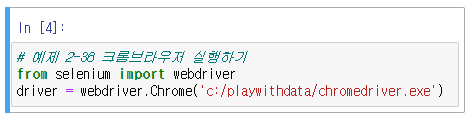 In [4]:
# 예제 2-38 크롬브라우저 실행하기
from selenium import webdriver
driver = webdriver.Chrome('c:/playwithdata/chromedriver.exe')